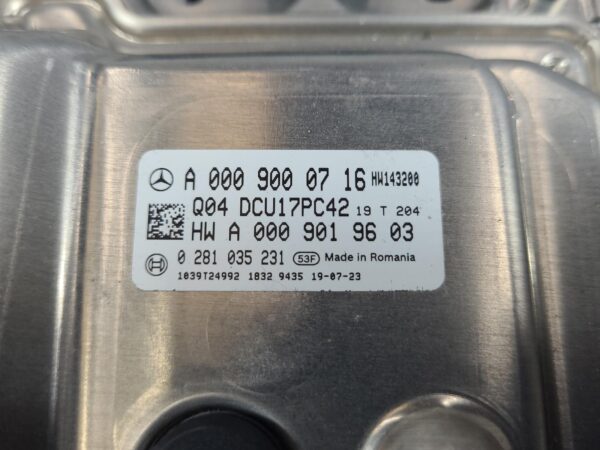 A 000 900 07 16 HW143200
Q04 DCU17PC42 19 T 204
HW A 000 901 96 03
0 281 035 231 53F Made in Romania
1039T24992 1832 9435 19-07-23